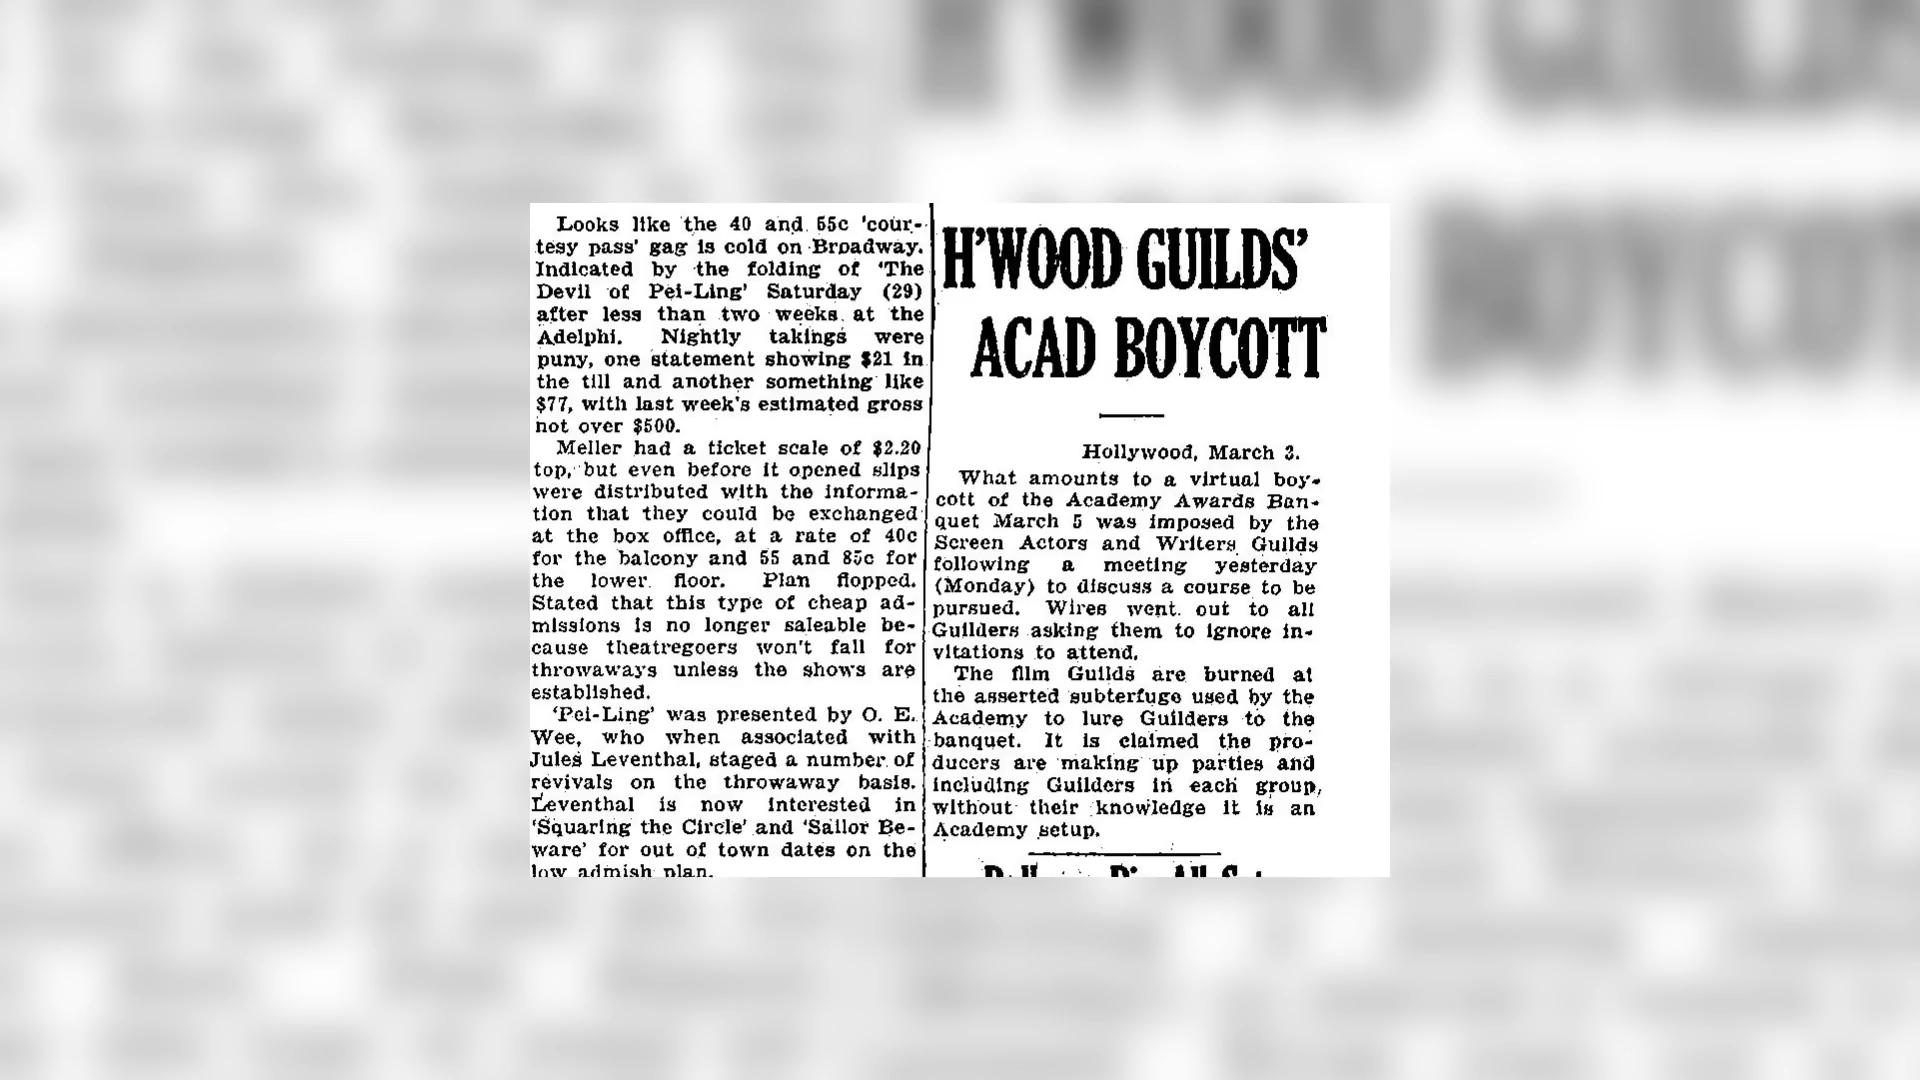 Looks like the 40 and 55c 'cour-
tesy pass' gag is cold on Broadway.
Indicated by the folding of 'The
Devil of Pei-Ling' Saturday (29)
after less than two weeks at the
Adelphi. Nightly takings were
puny, one statement showing $21 in
the till and another something like
$77, with last week's estimated gross
not over $500.
Meller had a ticket scale of $2.20
top, but even before it opened slips
were distributed with the informa-
tion that they could be exchanged
at the box office, at a rate of 40c
for the balcony and 55 and 85c for
the lower floor. Plan flopped.
Stated that this type of cheap ad-
missions is no longer saleable be-
cause theatregoers won't fall for
throwaways unless the shows are
established.
'Pei-Ling' was presented by O. E.
Wee, who when associated with
Jules Leventhal, staged a number of
revivals on the throwaway basis.
Leventhal is now interested in
'Squaring the Circle' and 'Sailor Be-
ware' for out of town dates on the
low admish plan.
H'WOOD GUILDS'
ACAD BOYCOTT
Hollywood, March 3.
What amounts to a virtual boy-
cott of the Academy Awards Ban-
quet March 5 was imposed by the
Screen Actors and Writers Guilds
following a meeting yesterday
(Monday) to discuss a course to be
pursued. Wires went out to all
Guilders asking them to ignore in-
vitations to attend.
The film Guilds are burned at
the asserted subterfuge used by the
Academy to lure Guilders to the
banquet. It is claimed the pro-
ducers are making up parties and
including Guilders in each group,
without their knowledge it is an
Academy setup.